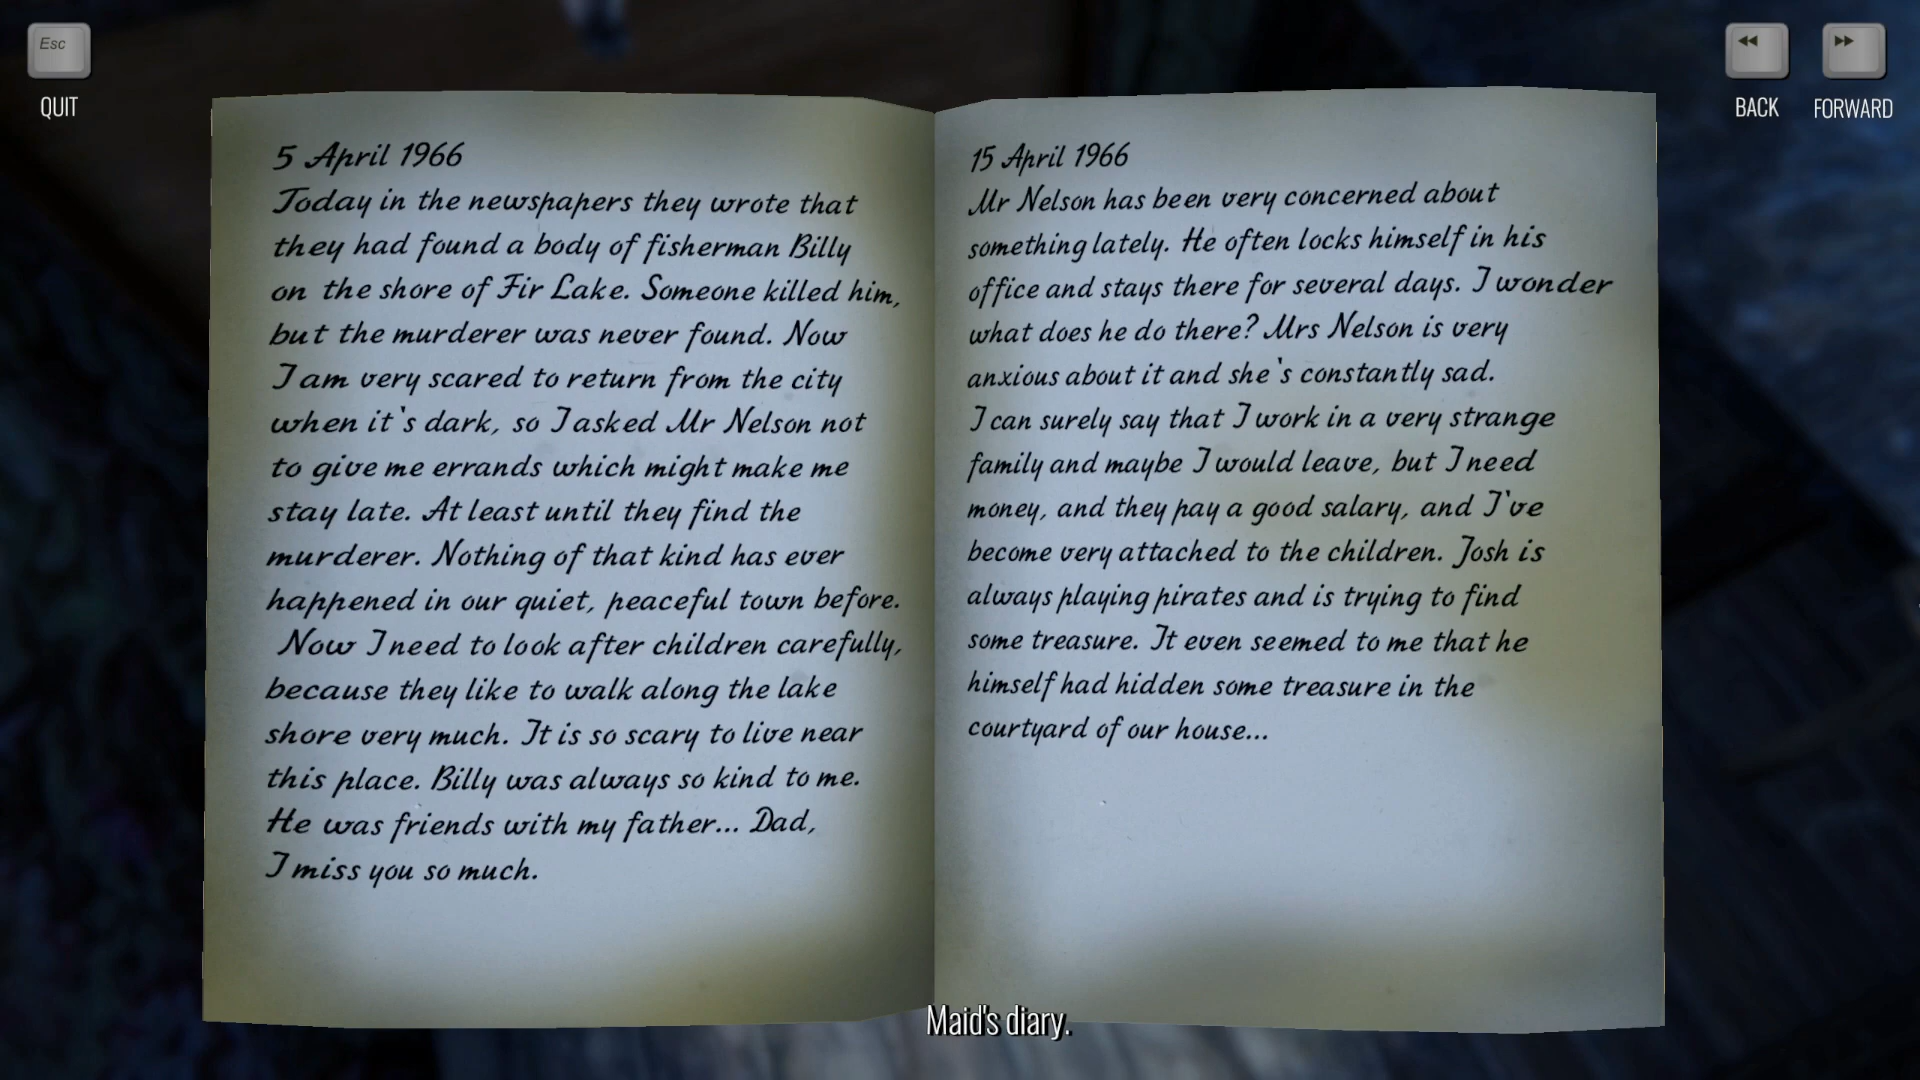 Esc
QUIT
BACK
FORWARD
5 April 1966
Today in the newspapers they wrote that
they had found a body of fisherman Billy
on the shore of Fir Lake. Someone killed him,
but the murderer was never found. Now
I am very scared to return from the city
when it's dark, so I asked Mr Nelson not
to give me errands which might make me
stay late. At least until they find the
murderer. Nothing of that kind has ever
happened in our quiet, peaceful town before.
Now I need to look after children carefully,
because they like to walk along the lake
shore very much. It is so scary to live near
this place. Billy was always so kind to me.
He was friends with my father... Dad,
I miss you so much.
15 April 1966
Mr Nelson has been very concerned about
something lately. He often locks himself in his
office and stays there for several days. I wonder
what does he do there? Mrs Nelson is very
anxious about it and she's constantly sad.
I can surely say that I work in a very strange
family and maybe I would leave, but I need
money, and they pay a good salary, and I've
become very attached to the children. Josh is
always playing pirates and is trying to find
some treasure. It even seemed to me that he
himself had hidden some treasure in the
courtyard of our house...
Maid's diary.